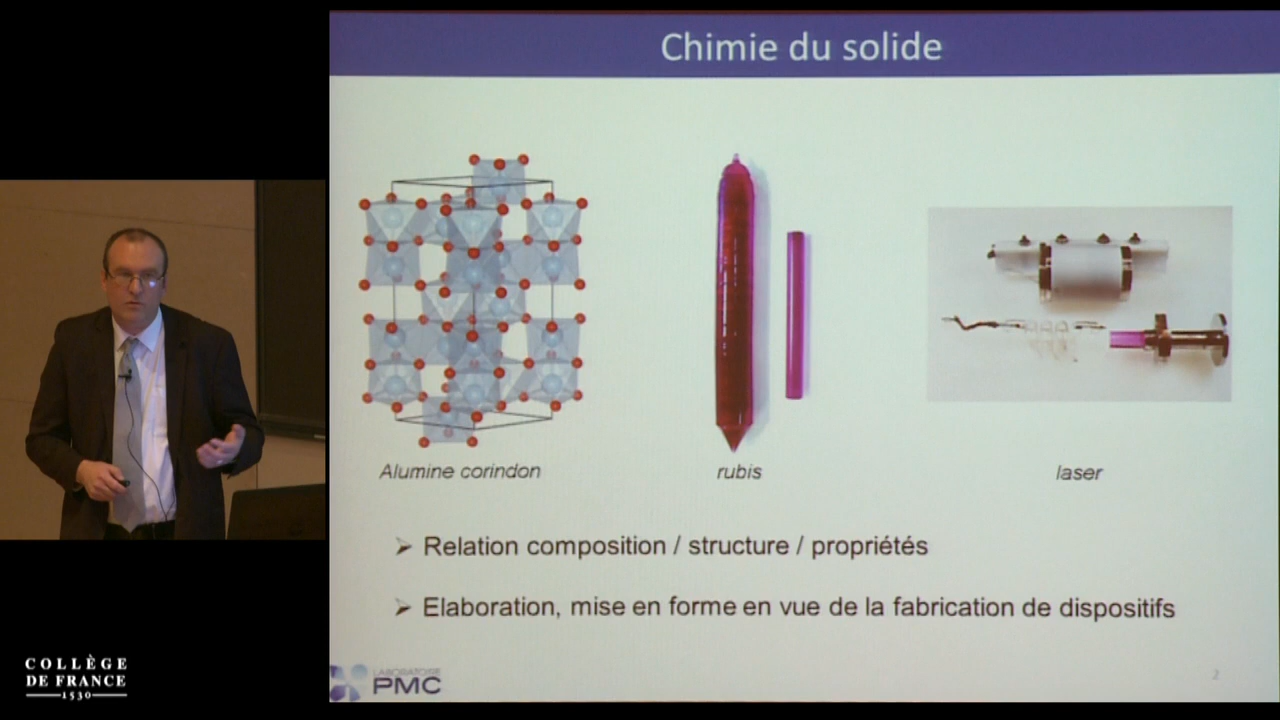 Chimie du solide
Alumine corindon
rubis
laser
➢ Relation composition / structure / propriétés
➢ Elaboration, mise en forme en vue de la fabrication de dispositifs
LABORATOIRE
PMC
2
COLLÈGE
DE FRANCE
1530